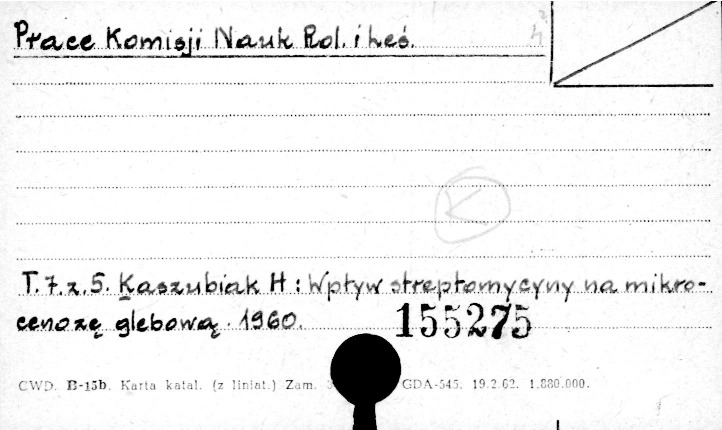 Prace Komisji Nauk Rol. i Leś.
K
T. 7. z. 5. Kaszubiak H : Wpływ streptomycyny na mikro-
cenozę glebową. 1960.
155275
CWD. B-15b. Karta katal. (z liniat.) Zam. GDA-545. 19.2.62. 1.880.000.